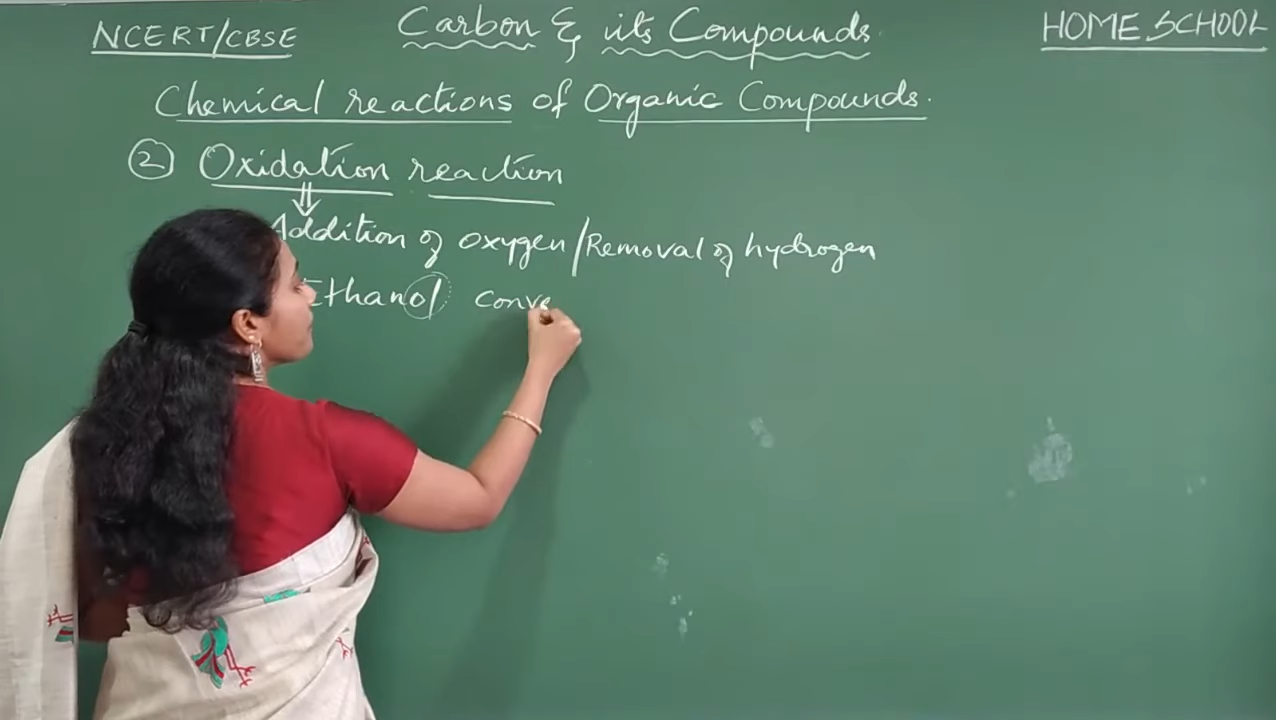 NCERT/CBSE Carbon & its Compounds. HOME SCHOOL
Chemical reactions of Organic Compounds.
② Oxidation reaction
⇓
Addition of oxygen/Removal of hydrogen
Ethanol conve